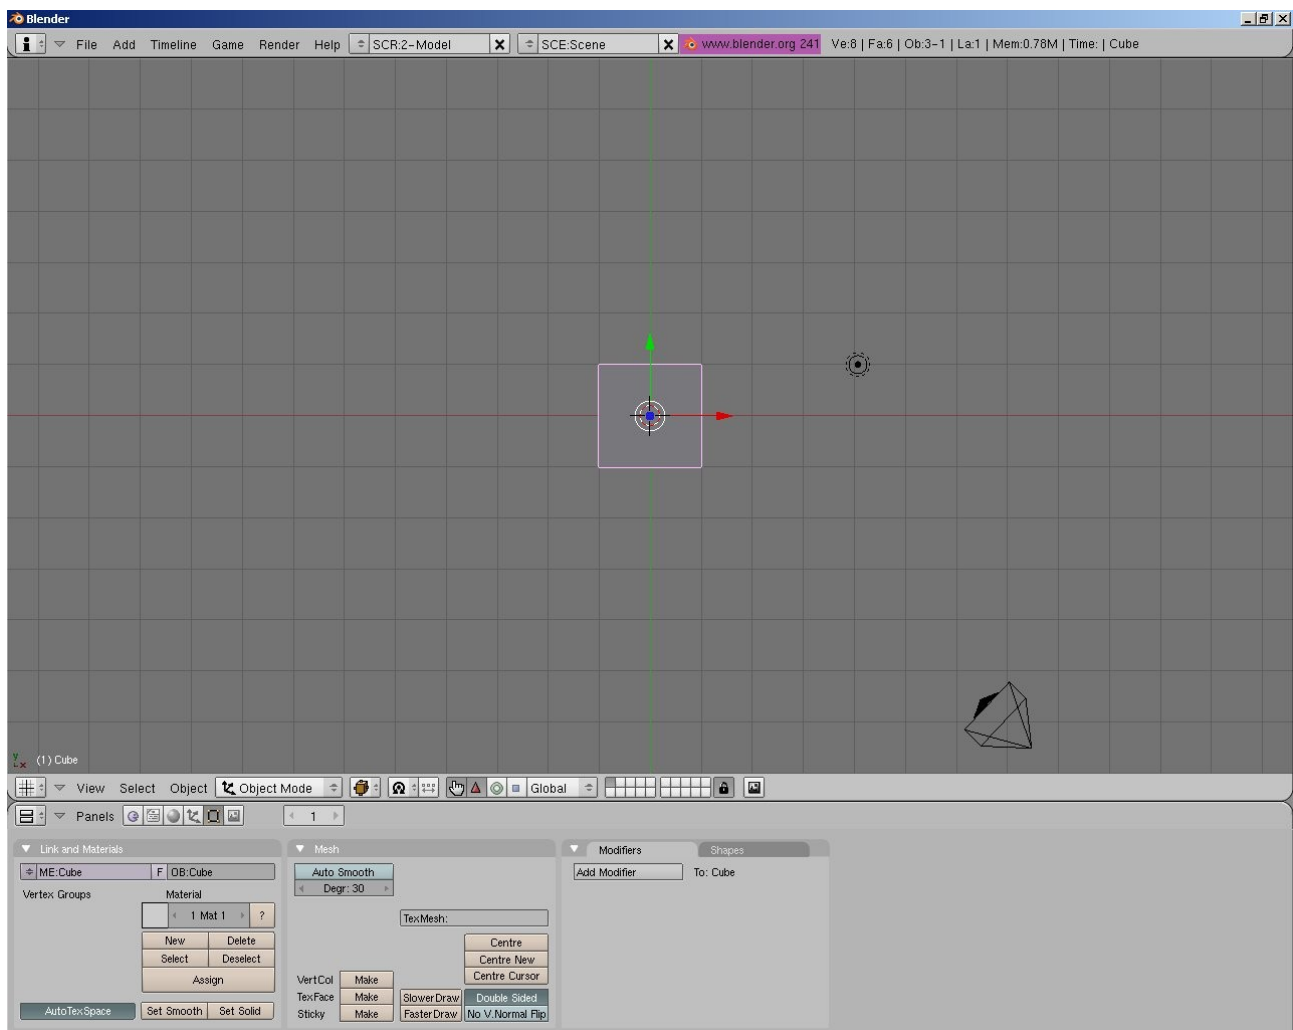 Blender
File Add Timeline Game Render Help SCR:2-Model SCE:Scene www.blender.org 241 Ve:8 | Fa:6 | Ob:3-1 | La:1 | Mem:0.78M | Time: | Cube
y
x (1) Cube
View Select Object Object Mode Global
Panels 1
Link and Materials Mesh Modifiers Shapes
ME:Cube F OB:Cube Auto Smooth Add Modifier To: Cube
Degr: 30
Vertex Groups Material
1 Mat 1 ? TexMesh:
New Delete Centre
Select Deselect Centre New
Assign VertCol Make Centre Cursor
TexFace Make SlowerDraw Double Sided
AutoTexSpace Set Smooth Set Solid Sticky Make FasterDraw No V.Normal Flip